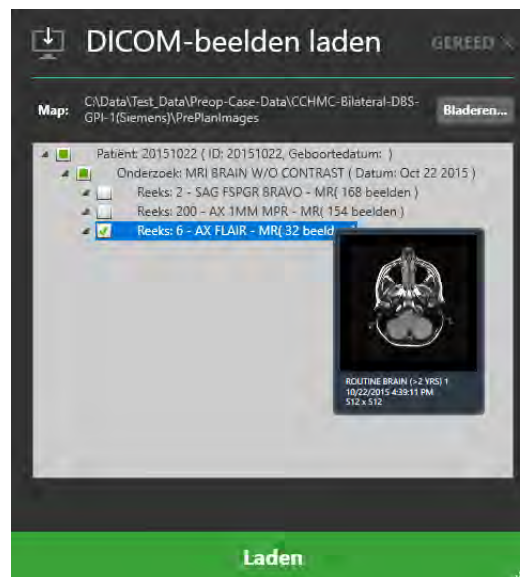 DICOM-beelden laden
GEREED ×
Map: C:\Data\Test_Data\Preop-Case-Data\CCHMC-Bilateral-DBS-
GPI-1(Siemens)\PrePlanImages
Bladeren...
Patiënt: 20151022 ( ID: 20151022, Geboortedatum: )
Onderzoek: MRI BRAIN W/O CONTRAST ( Datum: Oct 22 2015 )
Reeks: 2 - SAG FSPGR BRAVO - MR( 168 beelden )
Reeks: 200 - AX 1MM MPR - MR( 154 beelden )
Reeks: 6 - AX FLAIR - MR( 32 beeld
ROUTINE BRAIN (>2 YRS) 1
10/22/2015 4:39:11 PM
512 x 512
Laden